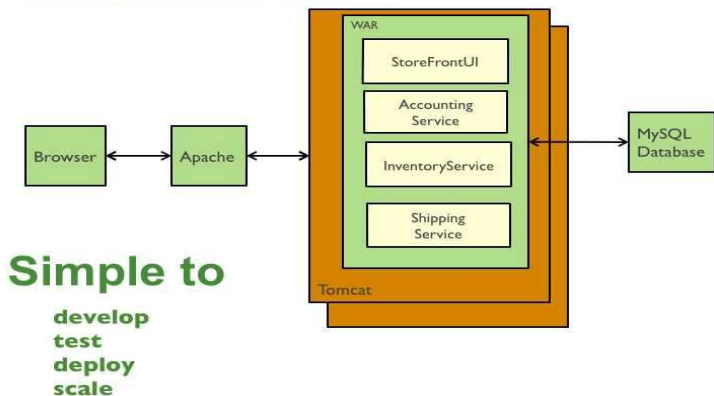 WAR
StoreFrontUI
Accounting
Service
InventoryService
Shipping
Service
Browser
Apache
MySQL
Database
Tomcat
Simple to
develop
test
deploy
scale